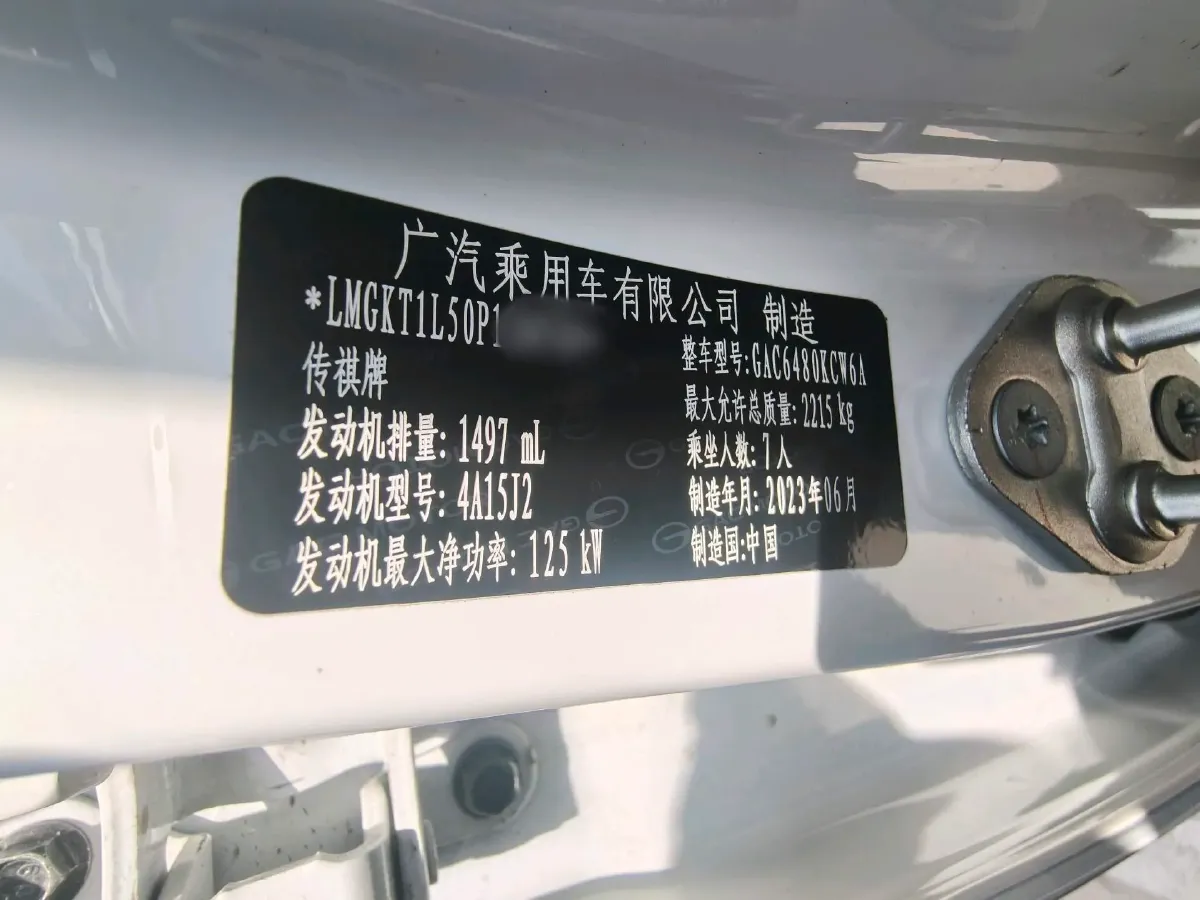 广汽乘用车有限公司 制造
*LMGKT1L50P1
传祺牌
发动机排量: 1497 mL
发动机型号: 4A15J2
发动机最大净功率: 125 kW
整车型号:GAC6480KCW6A
最大允许总质量: 2215 kg
乘坐人数: 7人
制造年月: 2023年06月
制造国:中国